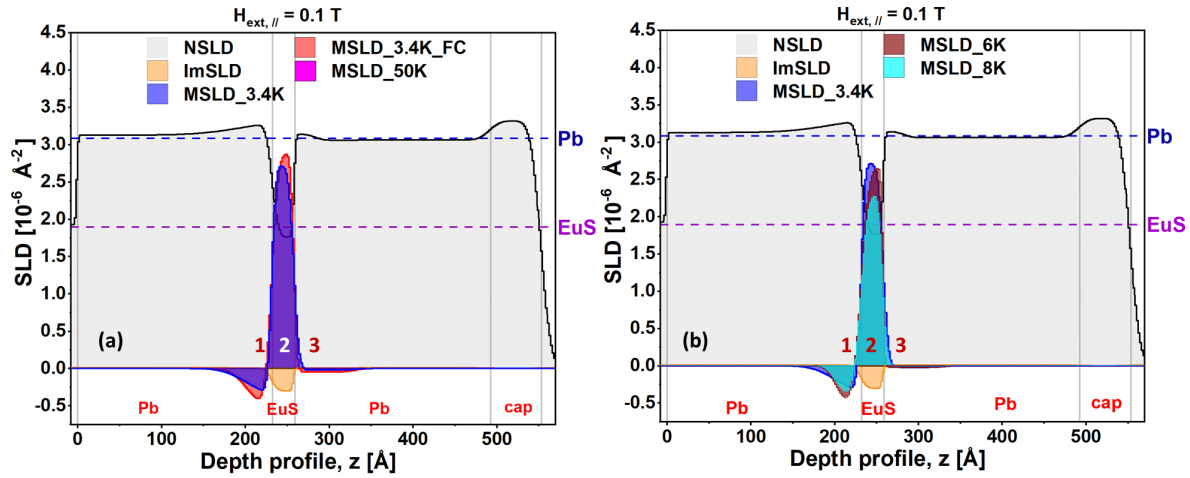 H_ext, // = 0.1 T
NSLD
ImSLD
MSLD_3.4K
MSLD_3.4K_FC
MSLD_50K
SLD [10^-6 Å^-2]
4.5
4.0
3.5
3.0
2.5
2.0
1.5
1.0
0.5
0.0
-0.5
Pb
EuS
(a)
1 2 3
Pb EuS Pb cap
0 100 200 300 400 500
Depth profile, z [Å]
H_ext, // = 0.1 T
NSLD
ImSLD
MSLD_3.4K
MSLD_6K
MSLD_8K
SLD [10^-6 Å^-2]
4.5
4.0
3.5
3.0
2.5
2.0
1.5
1.0
0.5
0.0
-0.5
Pb
EuS
(b)
1 2 3
Pb EuS Pb cap
0 100 200 300 400 500
Depth profile, z [Å]